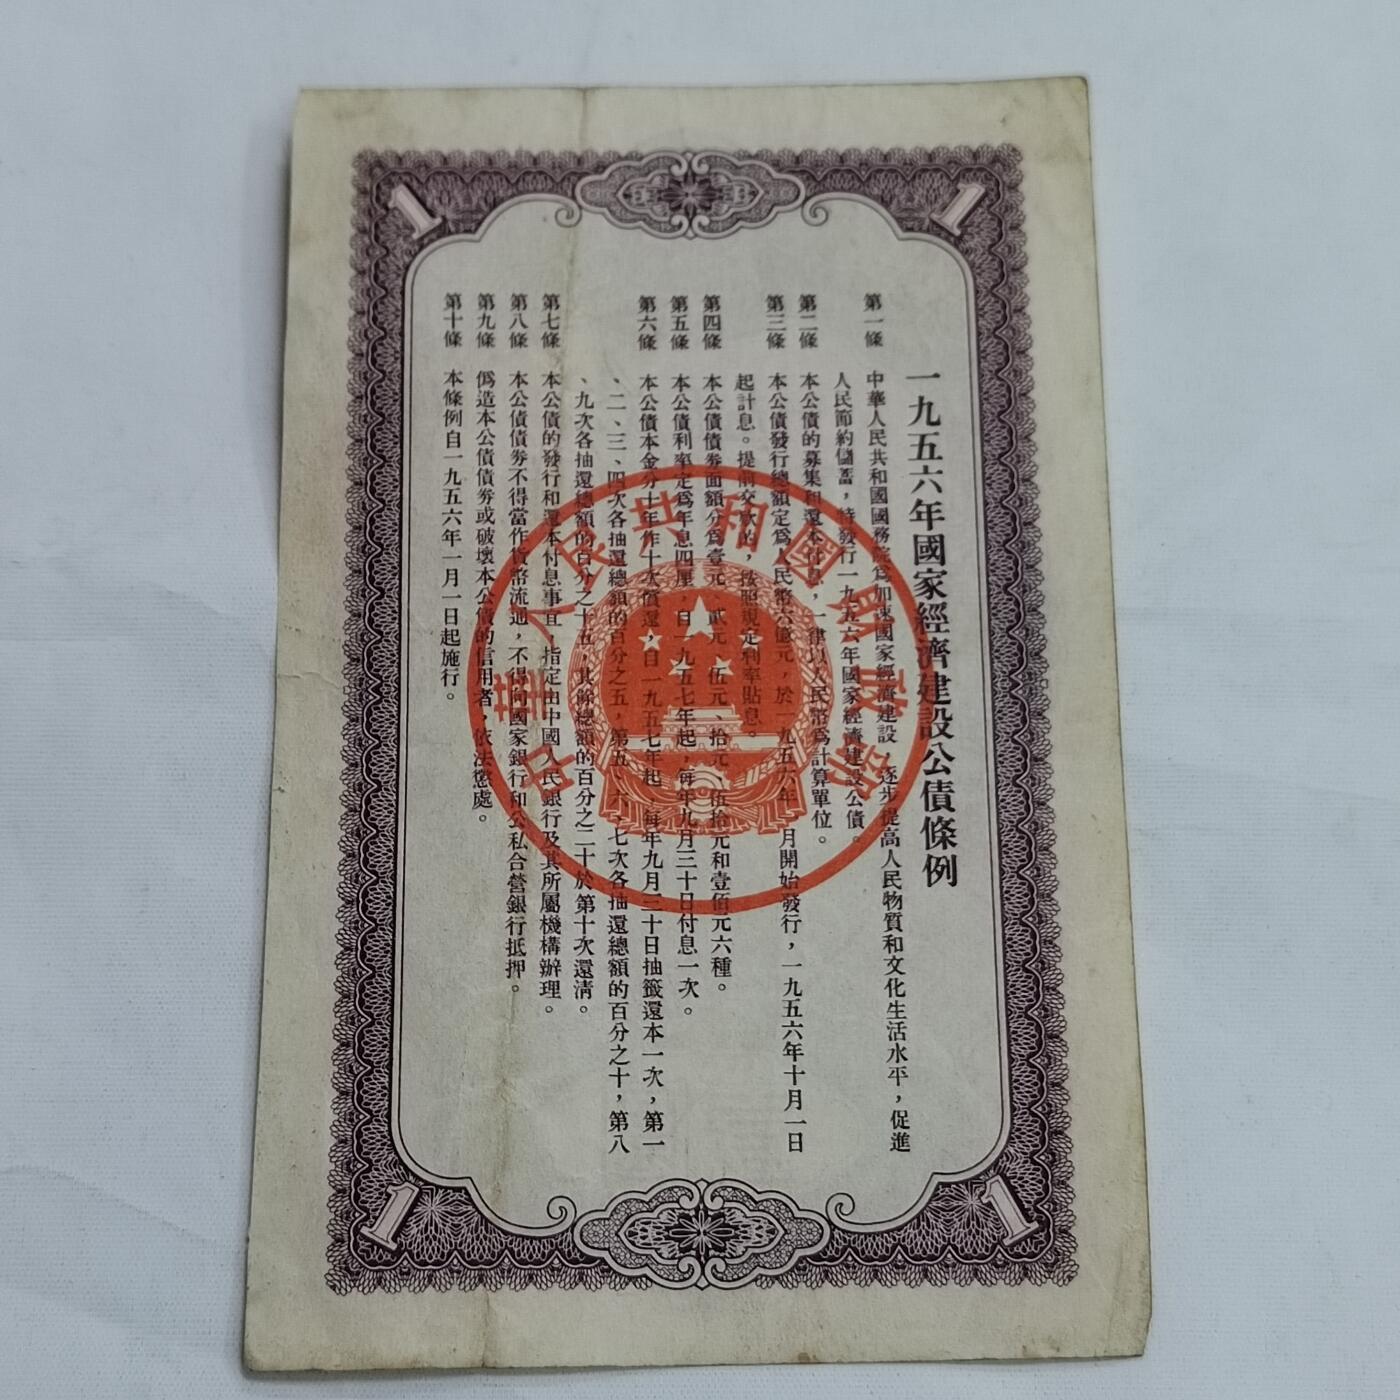 一九五六年國家經濟建設公債條例
第一條 中華人民共和國國務院爲加速國家經濟建設，逐步提高人民物質和文化生活水平，促進
人民節約儲蓄，特發行一九五六年國家經濟建設公債。
第二條 本公債的募集和還本付息，一律以人民幣爲計算單位。
第三條 本公債發行總額定爲人民幣六億元，於一九五六年一月開始發行，一九五六年十月一日
起計息。提前交款的，按照規定利率貼息。
第四條 本公債債券面額分爲壹元、貳元、伍元、拾元、伍拾元和壹佰元六種。
第五條 本公債利率定爲年息四厘，自一九五七年起，每年九月三十日付息一次。
第六條 本公債本金分十年作十次償還，自一九五七年起，每年九月三十日抽籤還本一次，第一
、二、三、四次各抽還總額的百分之五，第五、六、七次各抽還總額的百分之十，第八
、九次各抽還總額的百分之十五，其餘總額的百分之二十於第十次還清。
第七條 本公債的發行和還本付息事宜，指定由中國人民銀行及其所屬機構辦理。
第八條 本公債債券不得當作貨幣流通，不得向國家銀行和公私合營銀行抵押。
第九條 僞造本公債債券或破壞本公債的信用者，依法懲處。
第十條 本條例自一九五六年一月一日起施行。
中華人民共和國財政部
1
1
1
1